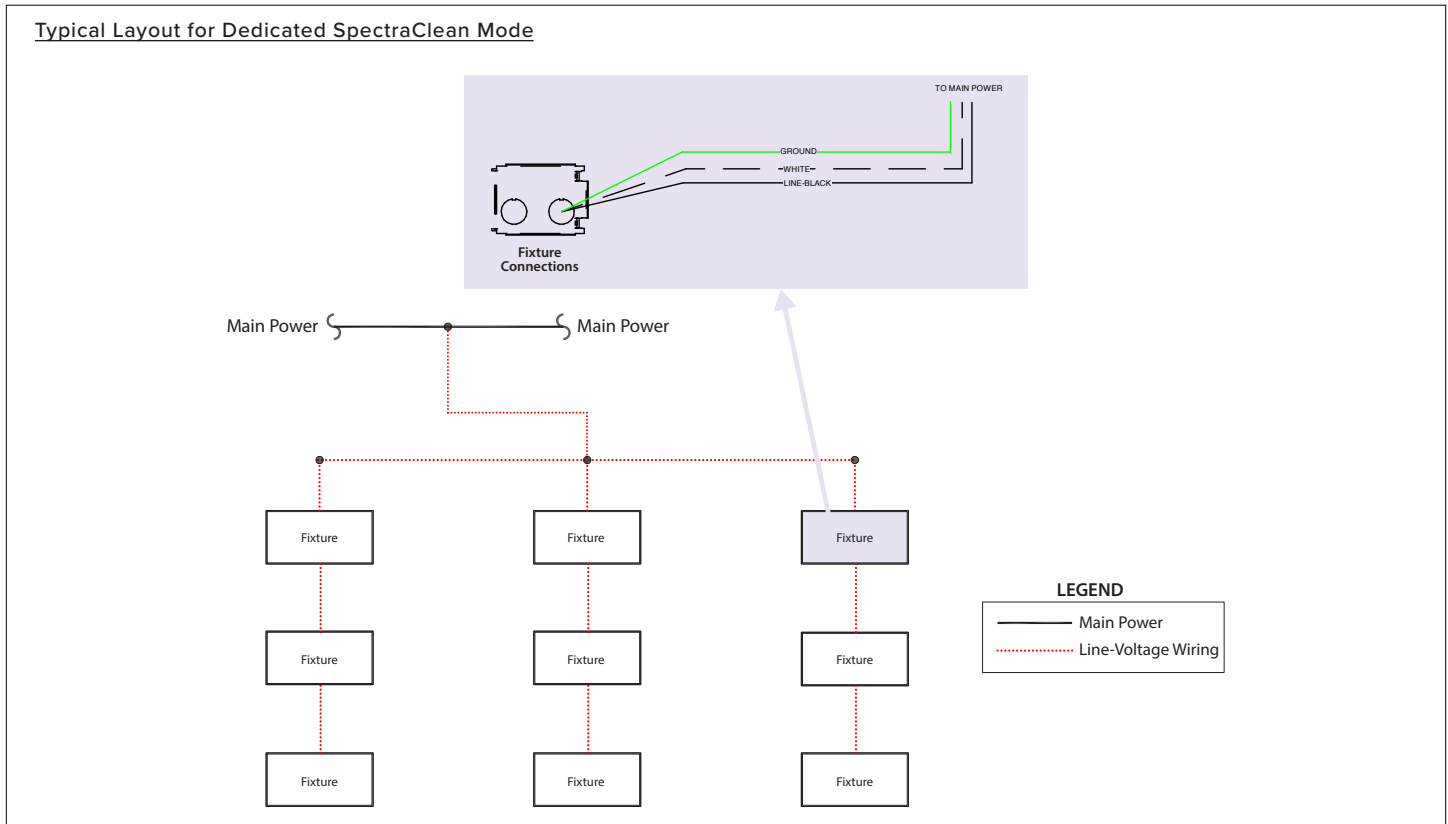 Typical Layout for Dedicated SpectraClean Mode
TO MAIN POWER
GROUND
WHITE
LINE-BLACK
Fixture
Connections
Main Power
Main Power
Fixture
Fixture
Fixture
Fixture
Fixture
Fixture
Fixture
Fixture
Fixture
LEGEND
Main Power
Line-Voltage Wiring